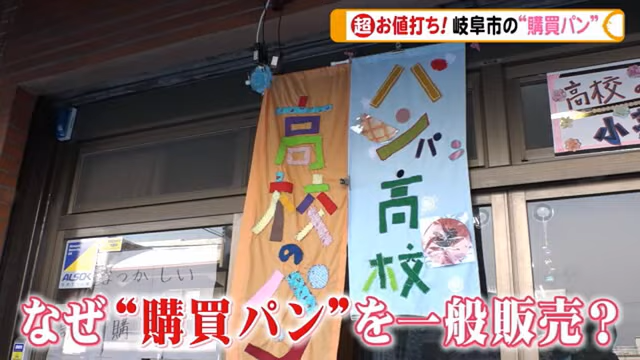 超お値打ち!岐阜市の“購買パン”
高校の
パンパン高校
高校
小
ALSOK
なつかしい
購
なぜ“購買パン”を一般販売?